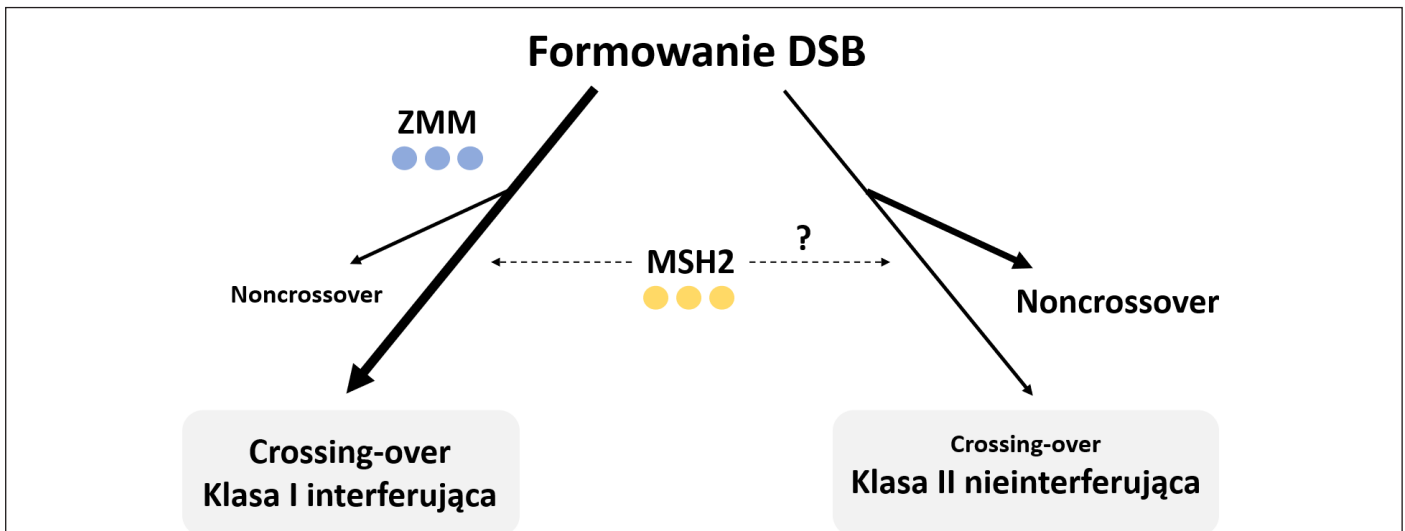 Formowanie DSB
ZMM
?
MSH2
Noncrossover
Noncrossover
Crossing-over
Klasa I interferująca
Crossing-over
Klasa II nieinterferująca